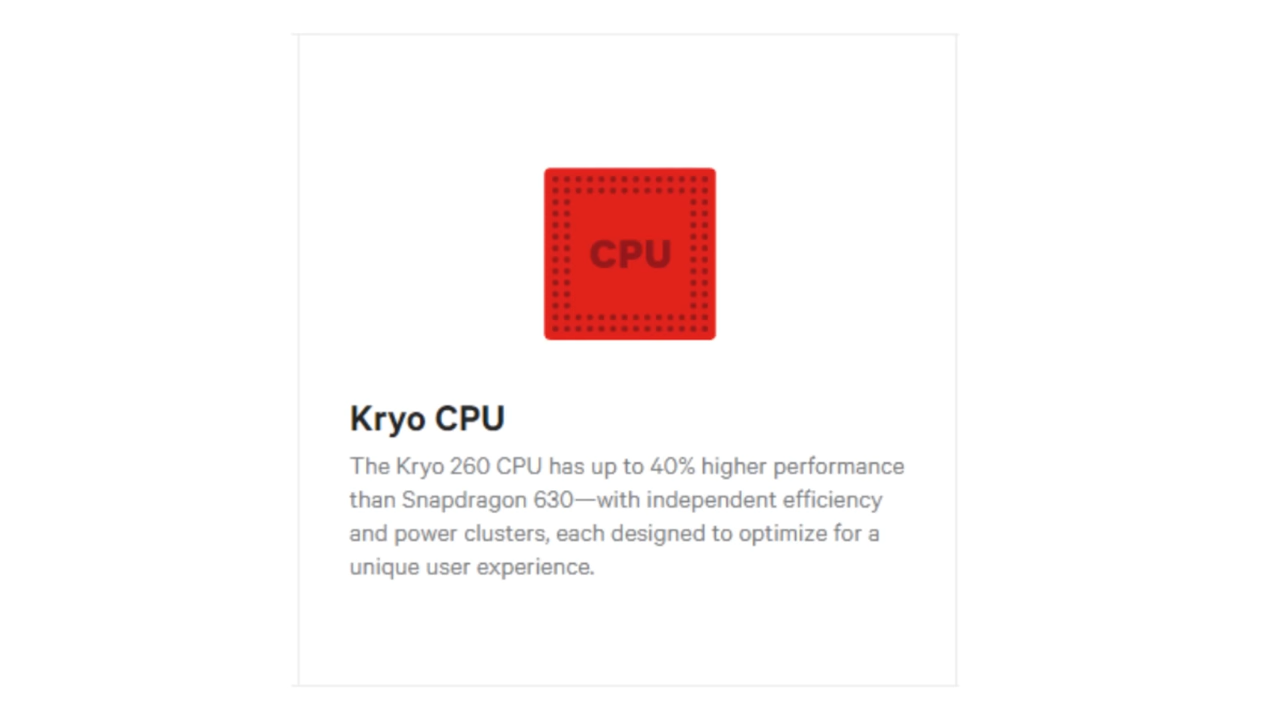 CPU
Kryo CPU
The Kryo 260 CPU has up to 40% higher performance
than Snapdragon 630—with independent efficiency
and power clusters, each designed to optimize for a
unique user experience.